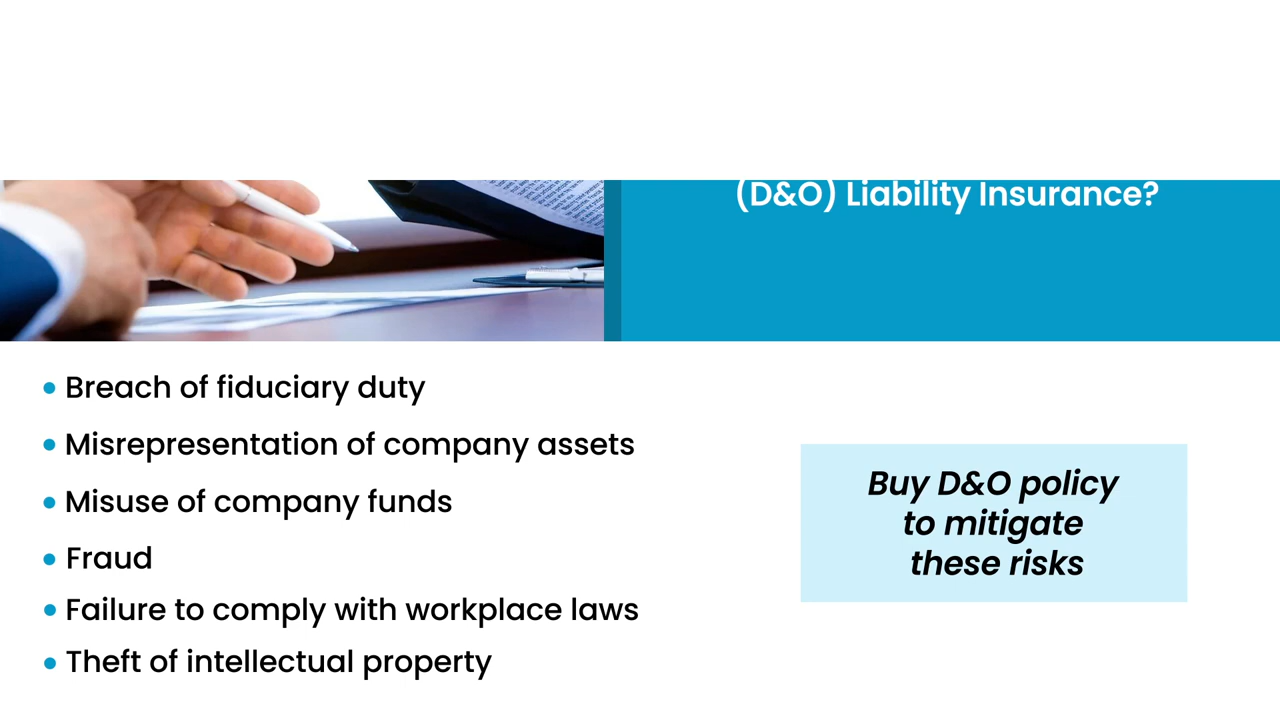 (D&O) Liability Insurance?
• Breach of fiduciary duty
• Misrepresentation of company assets
• Misuse of company funds
• Fraud
• Failure to comply with workplace laws
• Theft of intellectual property
Buy D&O policy
to mitigate
these risks